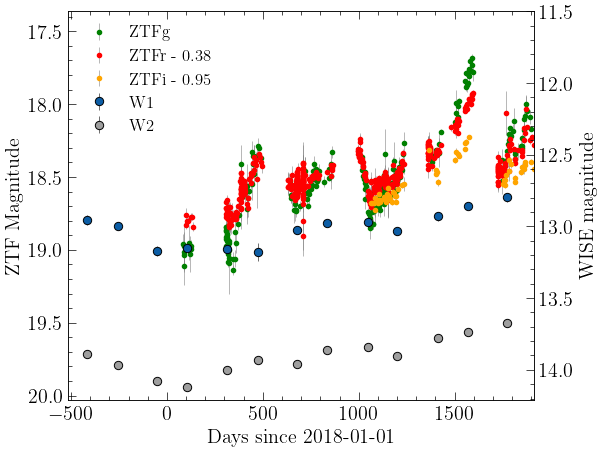 ZTFg
ZTFr - 0.38
ZTFi - 0.95
W1
W2
17.5
18.0
18.5
19.0
19.5
20.0
ZTF Magnitude
11.5
12.0
12.5
13.0
13.5
14.0
WISE magnitude
−500 0 500 1000 1500
Days since 2018-01-01